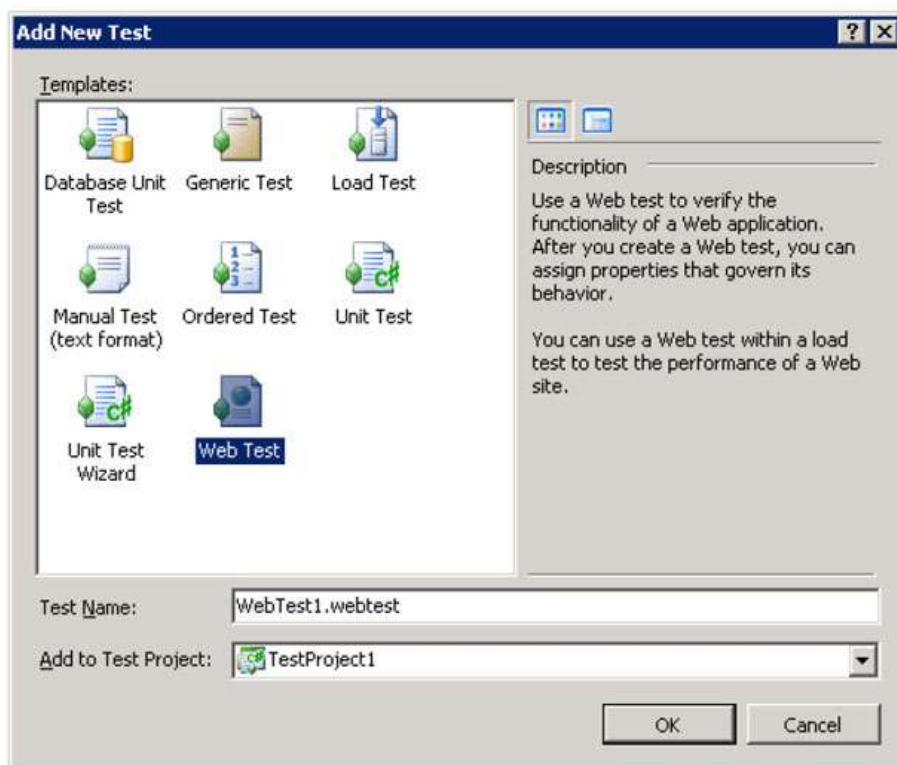 Add New Test
Templates:
Database Unit
Test
Generic Test
Load Test
Manual Test
(text format)
Ordered Test
Unit Test
Unit Test
Wizard
Web Test
Description
Use a Web test to verify the
functionality of a Web application.
After you create a Web test, you can
assign properties that govern its
behavior.
You can use a Web test within a load
test to test the performance of a Web
site.
Test Name:
WebTest1.webtest
Add to Test Project:
TestProject1
OK
Cancel